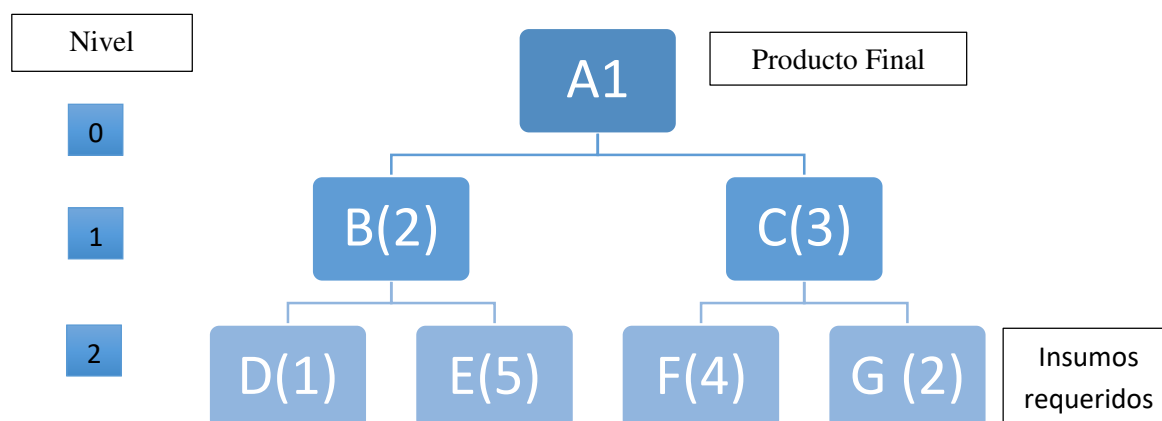 Nivel
A1
Producto Final
0
B(2)
C(3)
1
D(1)
E(5)
F(4)
G (2)
2
Insumos
requeridos